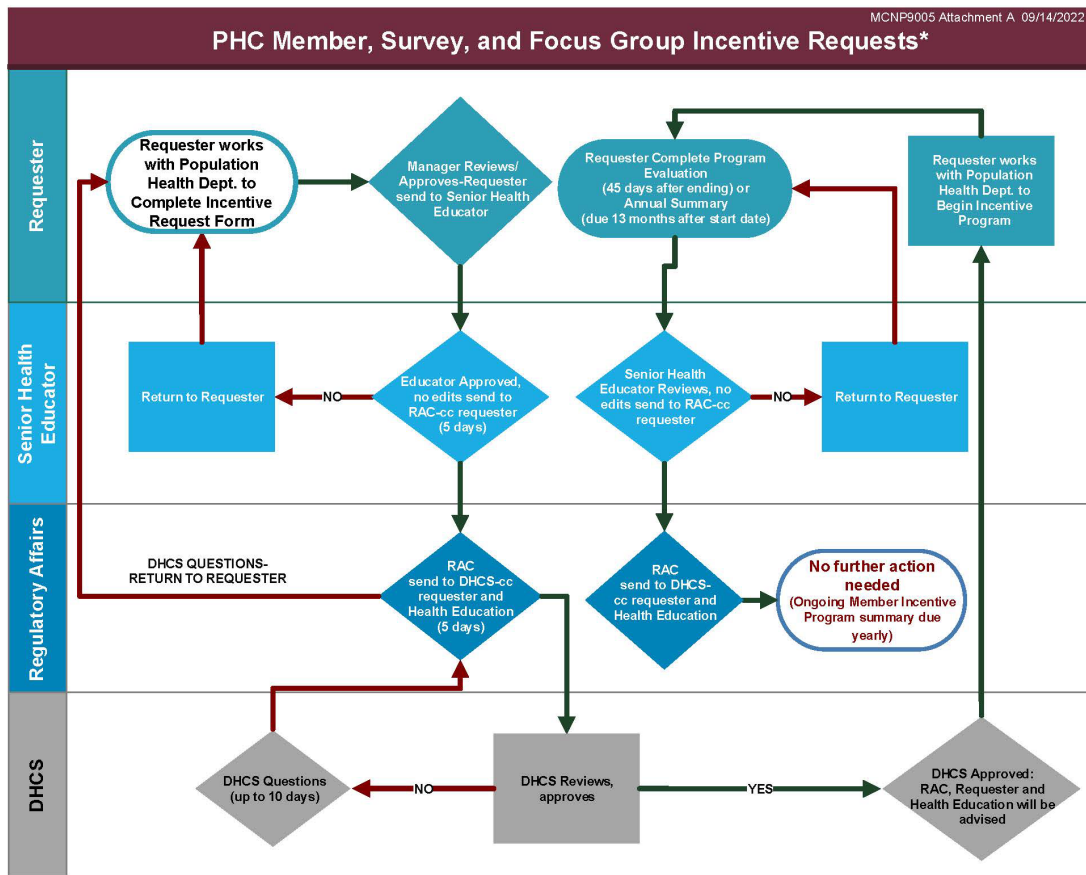 MCNP9005 Attachment A 09/14/2022
PHC Member, Survey, and Focus Group Incentive Requests*
Requester
Requester works
with Population
Health Dept. to
Complete Incentive
Request Form
Manager Reviews/
Approves-Requester
send to Senior Health
Educator
Requester Complete Program
Evaluation
(45 days after ending) or
Annual Summary
(due 13 months after start date)
Requester works
with Population
Health Dept. to
Begin Incentive
Program
Senior Health
Educator
Return to Requester
NO
Educator Approved,
no edits send to
RAC-cc requester
(5 days)
Senior Health
Educator Reviews, no
edits send to RAC-cc
requester
NO
Return to Requester
Regulatory Affairs
DHCS QUESTIONS-
RETURN TO REQUESTER
RAC
send to DHCS-cc
requester and
Health Education
(5 days)
RAC
send to DHCS-
cc requester and
Health Education
No further action
needed
(Ongoing Member Incentive
Program summary due
yearly)
DHCS
DHCS Questions
(up to 10 days)
NO
DHCS Reviews,
approves
YES
DHCS Approved:
RAC, Requester and
Health Education will be
advised